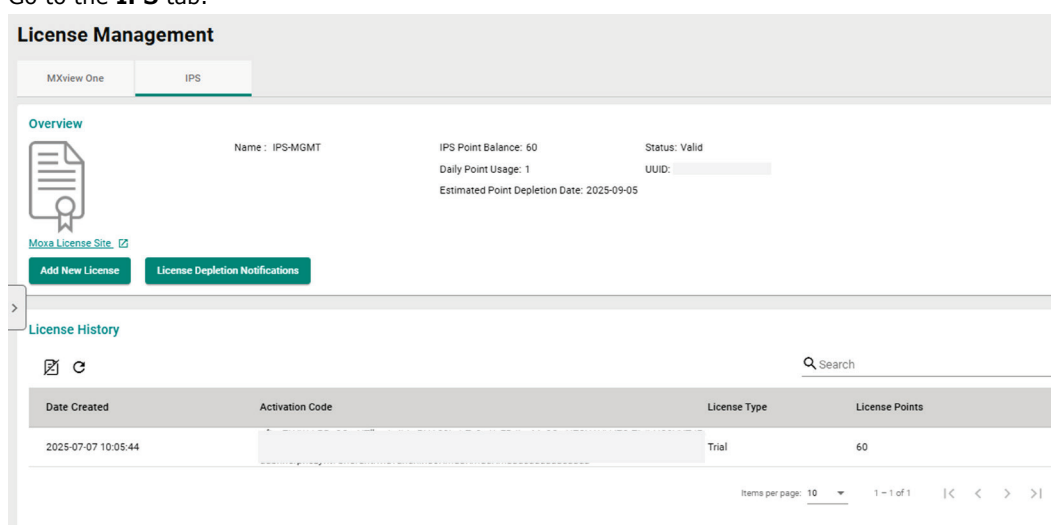 Go to the IPS tab.
License Management
MXview One IPS
Overview
Name : IPS-MGMT IPS Point Balance: 60 Status: Valid
Daily Point Usage: 1 UUID:
Estimated Point Depletion Date: 2025-09-05
Moxa License Site
Add New License License Depletion Notifications
License History
Search
Date Created Activation Code License Type License Points
2025-07-07 10:05:44 Trial 60
Items per page: 10 1 – 1 of 1